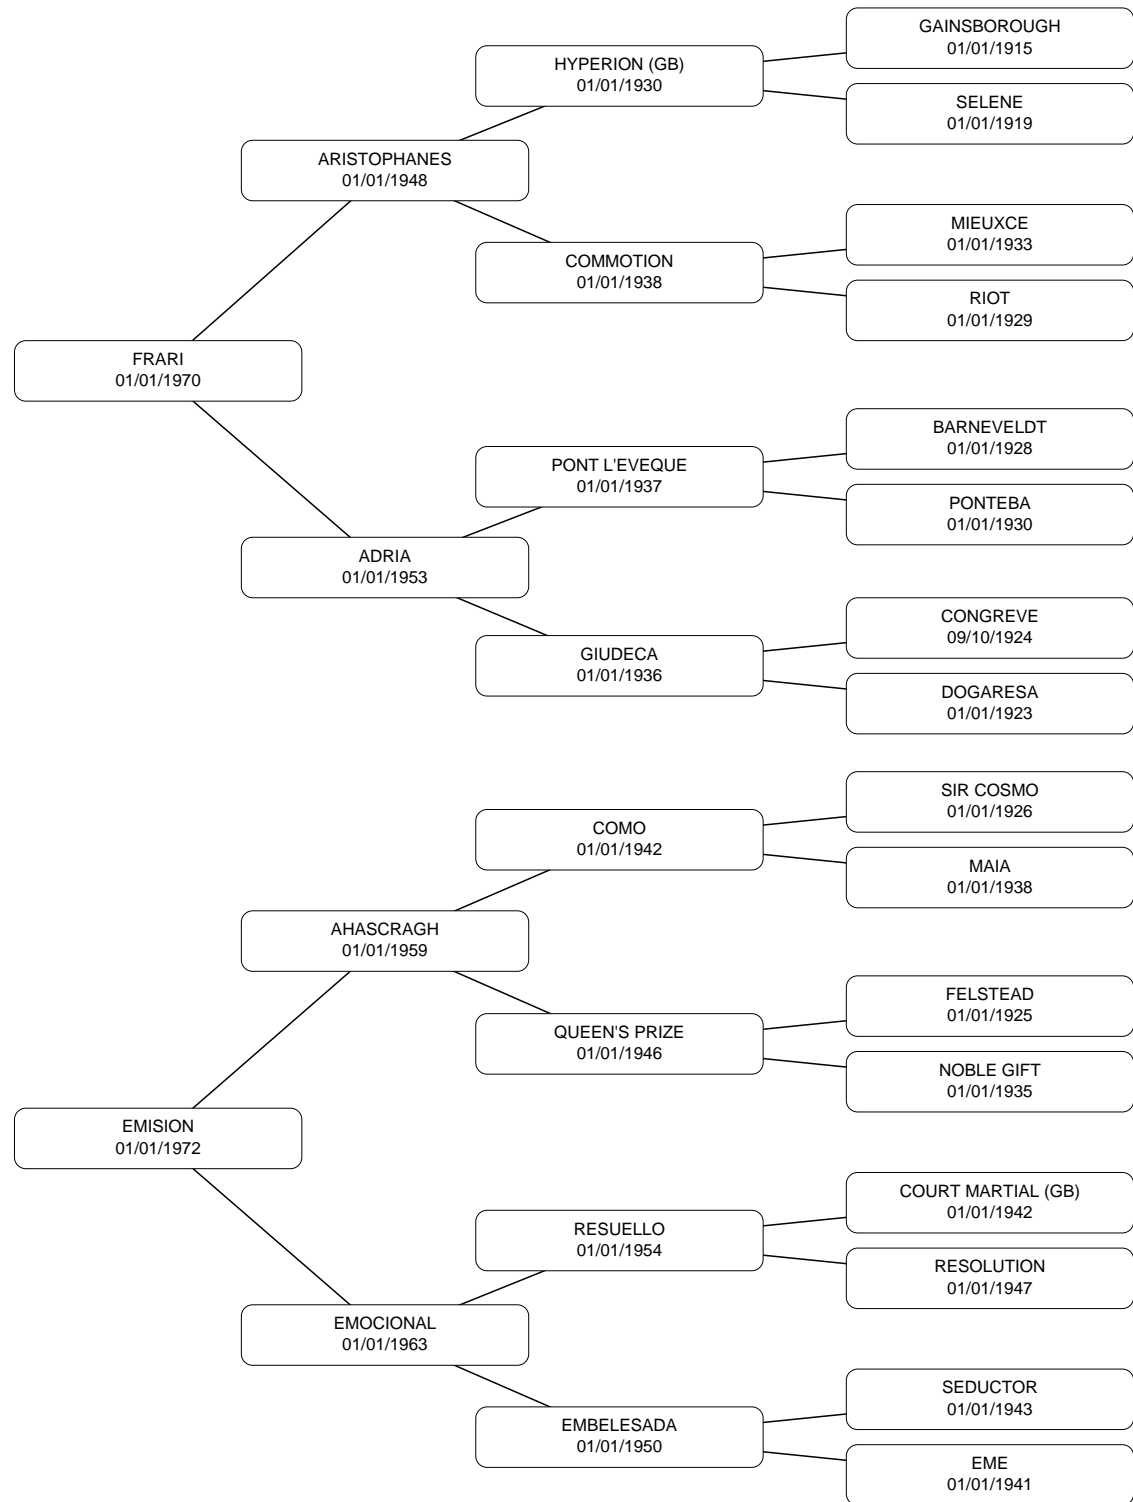 GAINSBOROUGH
01/01/1915
HYPERION (GB)
01/01/1930
SELENE
01/01/1919
ARISTOPHANES
01/01/1948
MIEUXCE
01/01/1933
COMMOTION
01/01/1938
RIOT
01/01/1929
FRARI
01/01/1970
BARNEVELDT
01/01/1928
PONT L'EVEQUE
01/01/1937
PONTEBA
01/01/1930
ADRIA
01/01/1953
CONGREVE
09/10/1924
GIUDECA
01/01/1936
DOGARESA
01/01/1923
SIR COSMO
01/01/1926
COMO
01/01/1942
MAIA
01/01/1938
AHASCRAGH
01/01/1959
FELSTEAD
01/01/1925
QUEEN'S PRIZE
01/01/1946
NOBLE GIFT
01/01/1935
EMISION
01/01/1972
COURT MARTIAL (GB)
01/01/1942
RESUELLO
01/01/1954
RESOLUTION
01/01/1947
EMOCIONAL
01/01/1963
SEDUCTOR
01/01/1943
EMBELESADA
01/01/1950
EME
01/01/1941